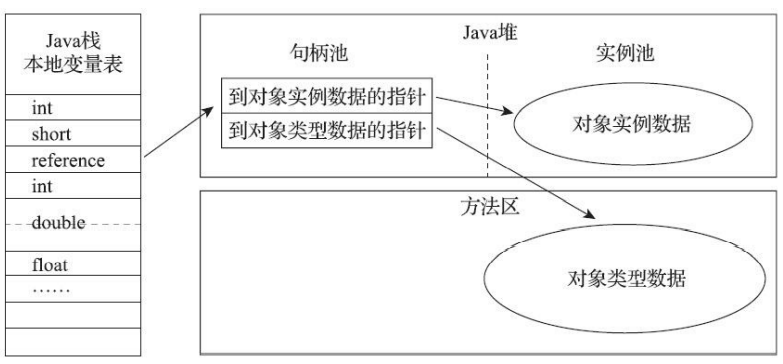 Java栈
本地变量表
int
short
reference
int
double
float
……
Java堆
句柄池
实例池
到对象实例数据的指针
到对象类型数据的指针
对象实例数据
方法区
对象类型数据